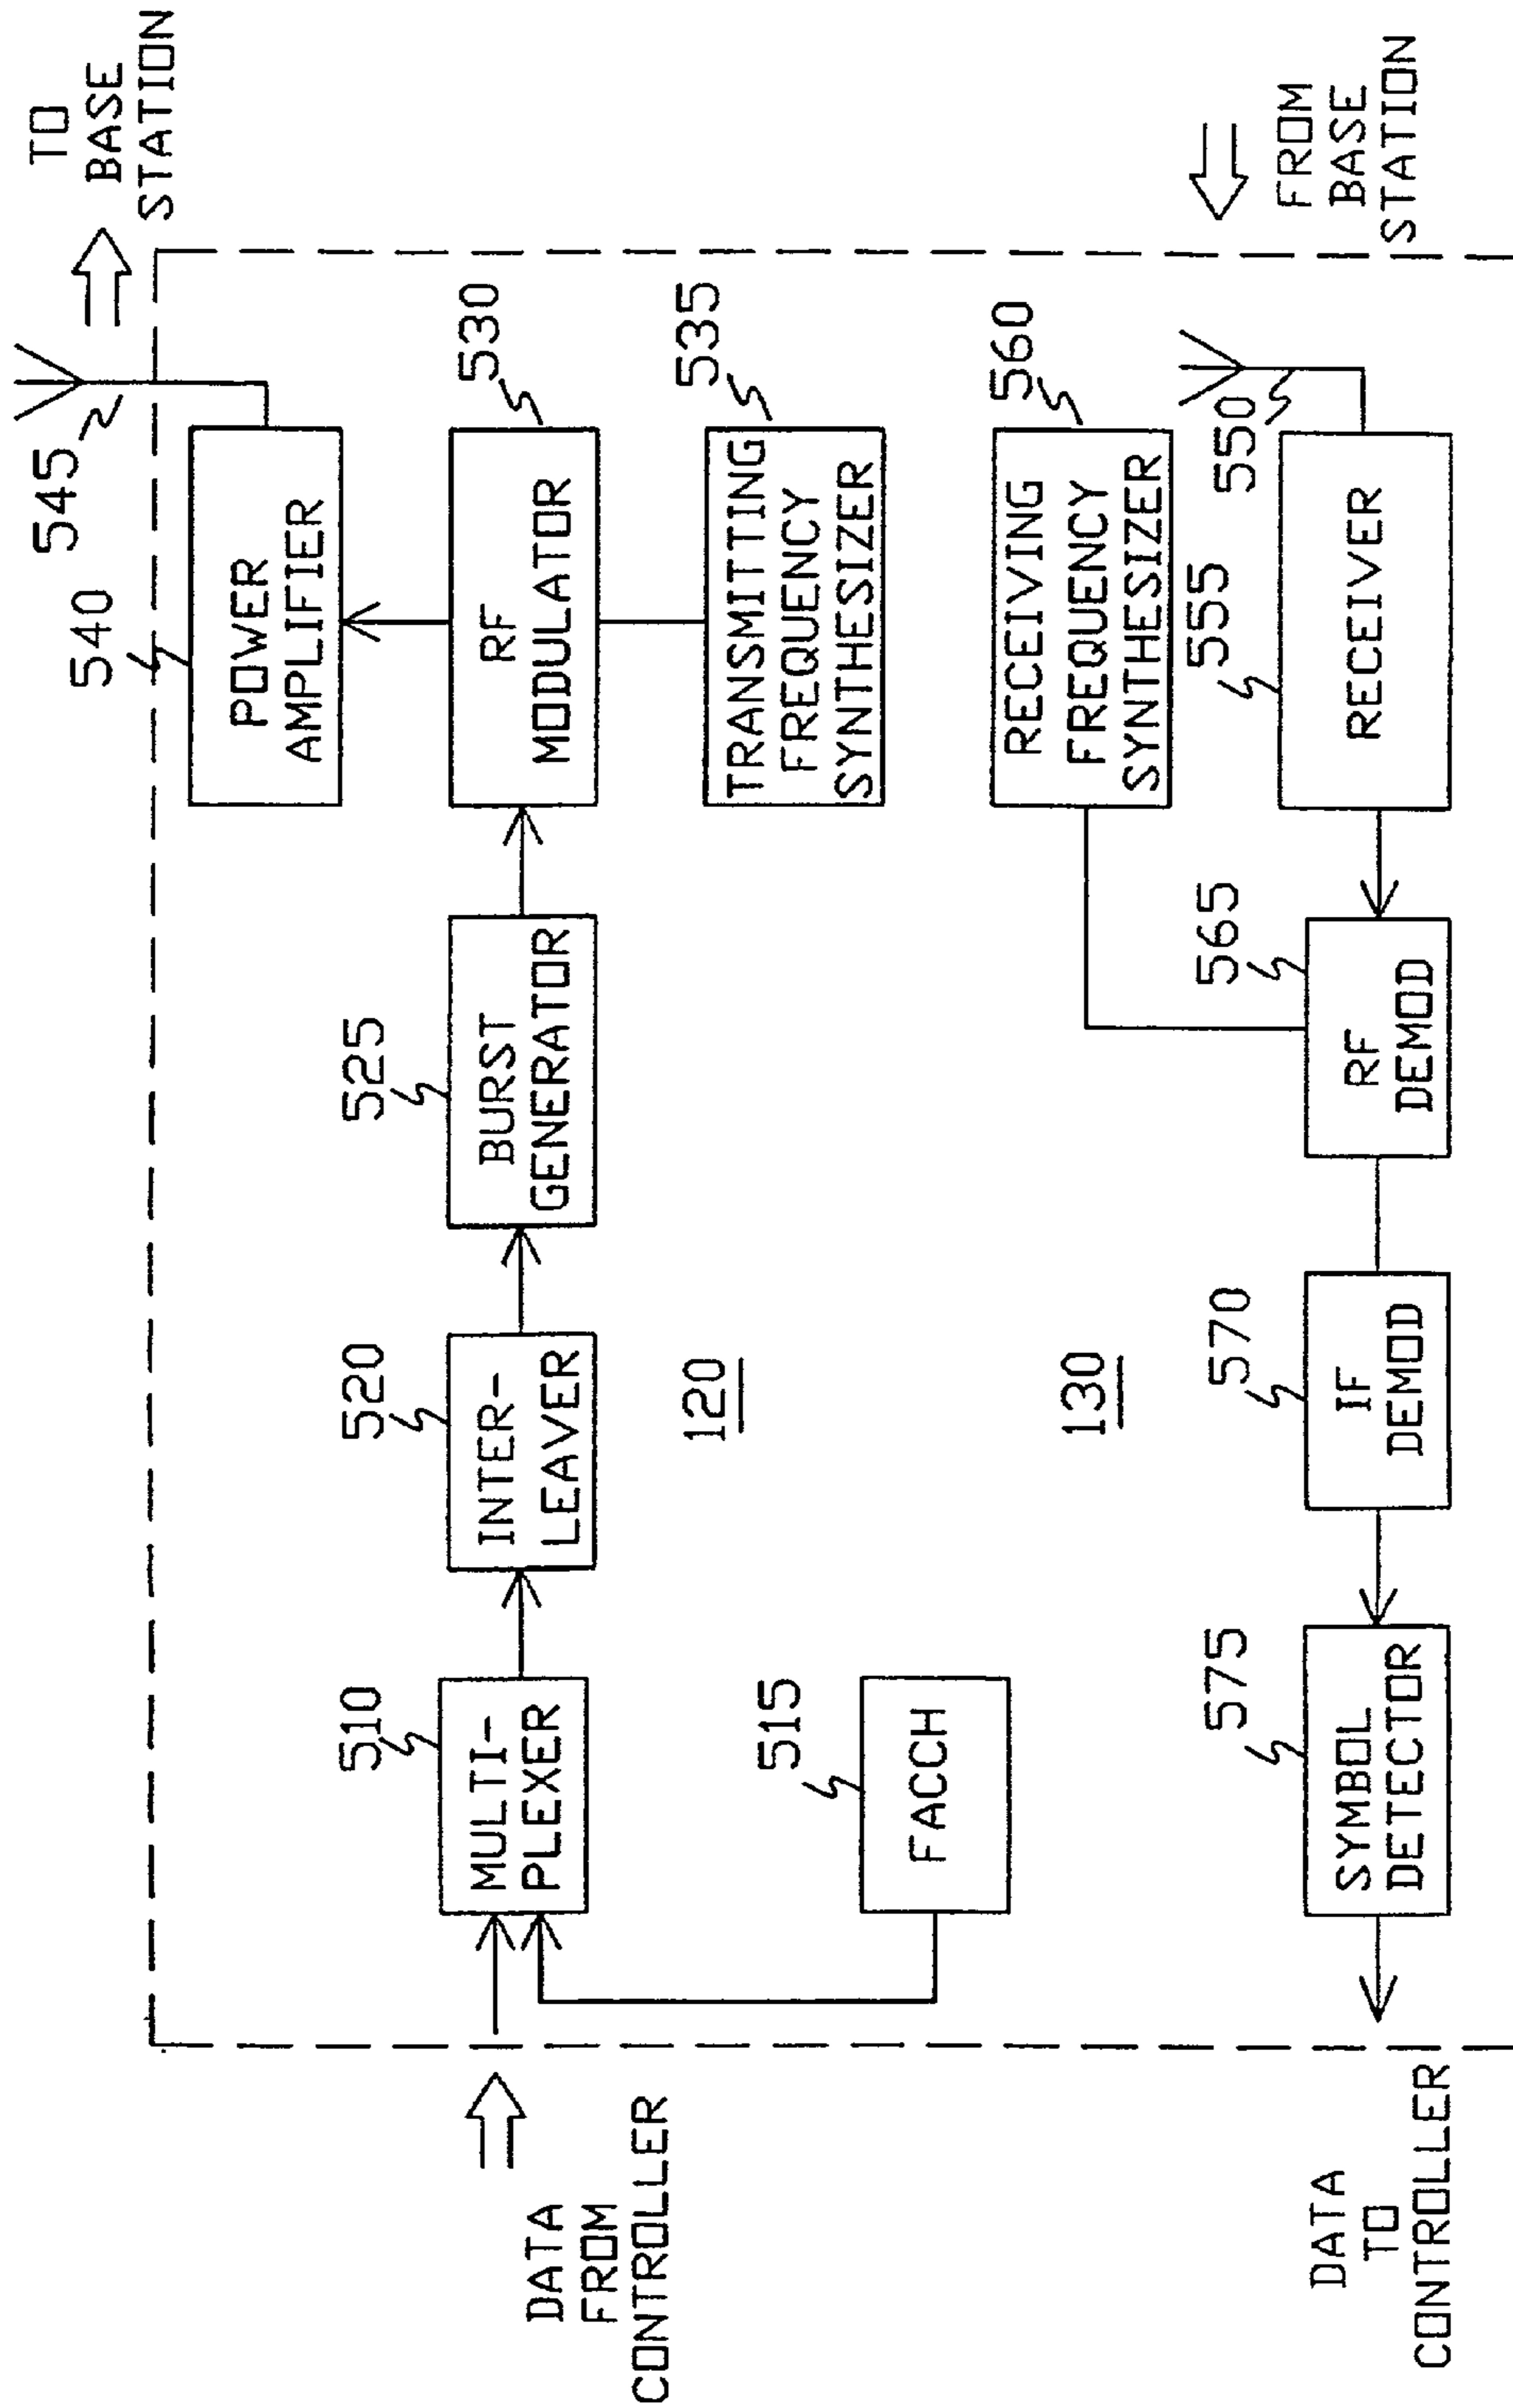 TO
BASE
STATION
545
540
POWER
AMPLIFIER
530
RF
MODULATOR
535
TRANSMITTING
FREQUENCY
SYNTHESIZER
525
BURST
GENERATOR
520
INTER-
LEAVER
510
MULTI-
PLEXER
515
FACCH
120
DATA
FROM
CONTROLLER
130
560
RECEIVING
FREQUENCY
SYNTHESIZER
FROM
BASE
STATION
550
555
RECEIVER
565
RF
DEMOD
570
IF
DEMOD
575
SYMBOL
DETECTOR
DATA
TO
CONTROLLER